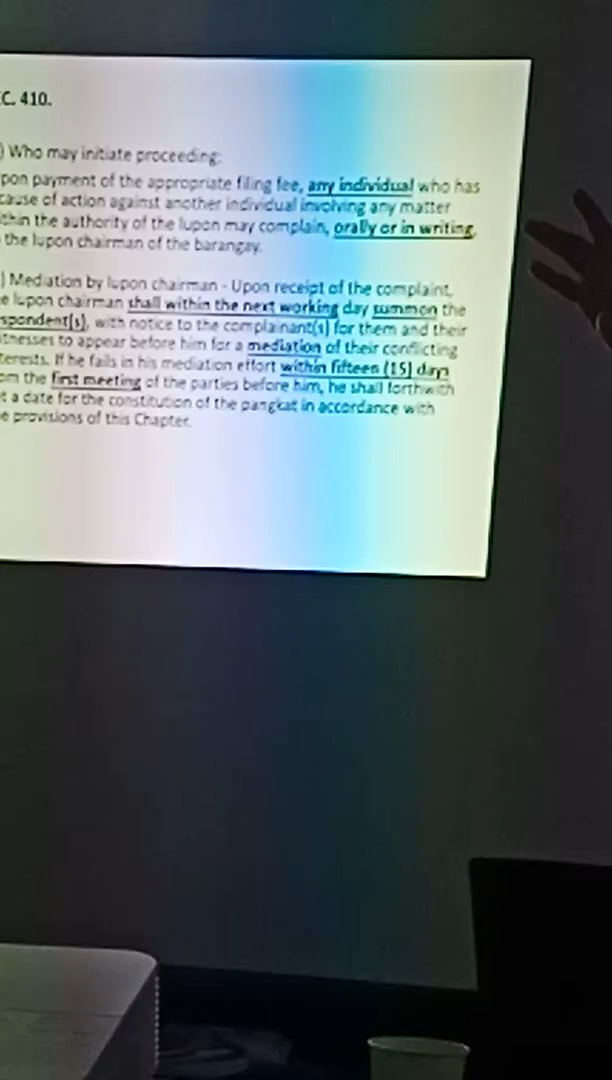 C. 410.
) Who may initiate proceeding:
pon payment of the appropriate filing fee, any individual who has
cause of action against another individual involving any matter
thin the authority of the lupon may complain, orally or in writing,
the lupon chairman of the barangay.
) Mediation by lupon chairman - Upon receipt of the complaint,
e lupon chairman shall within the next working day summon the
spondent(s), with notice to the complainant(s) for them and their
itnesses to appear before him for a mediation of their conflicting
terests. If he fails in his mediation effort within fifteen (15) days
om the first meeting of the parties before him, he shall forthwith
t a date for the constitution of the pangkat in accordance with
e provisions of this Chapter.